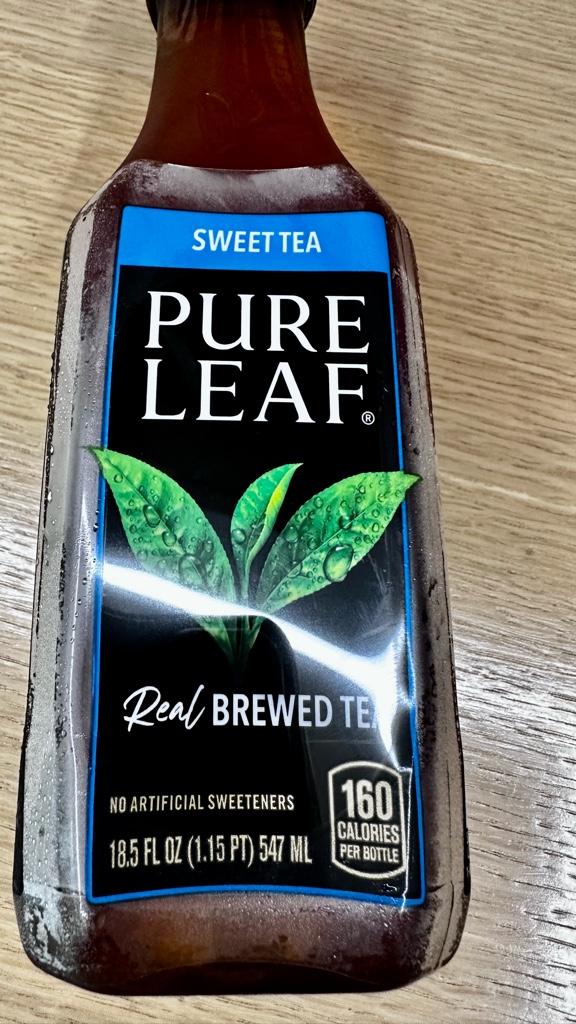 SWEET TEA
PURE
LEAF®
Real BREWED TEA
NO ARTIFICIAL SWEETENERS
18.5 FL OZ (1.15 PT) 547 ML
160
CALORIES
PER BOTTLE